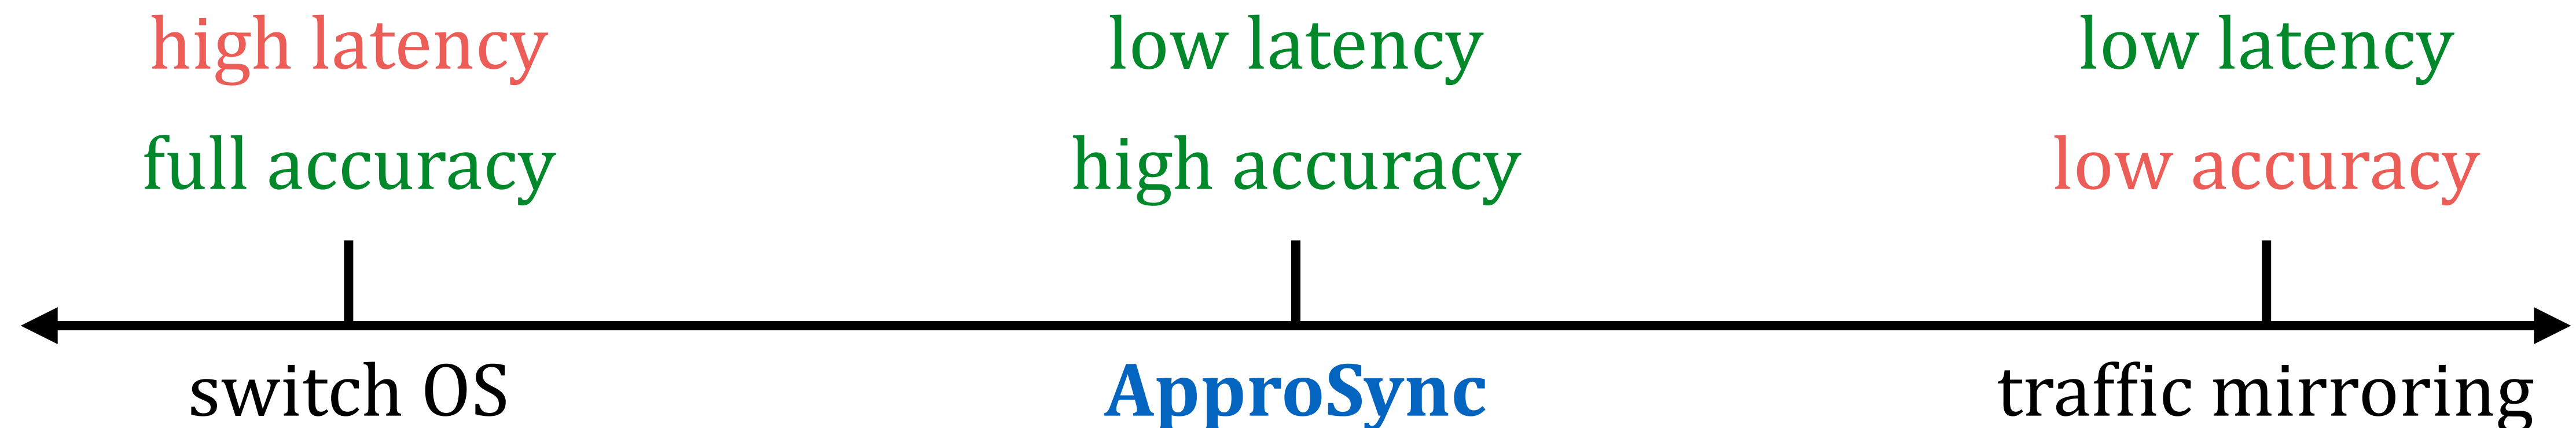 high latency
full accuracy
low latency
high accuracy
low latency
low accuracy
switch OS
ApproSync
traffic mirroring